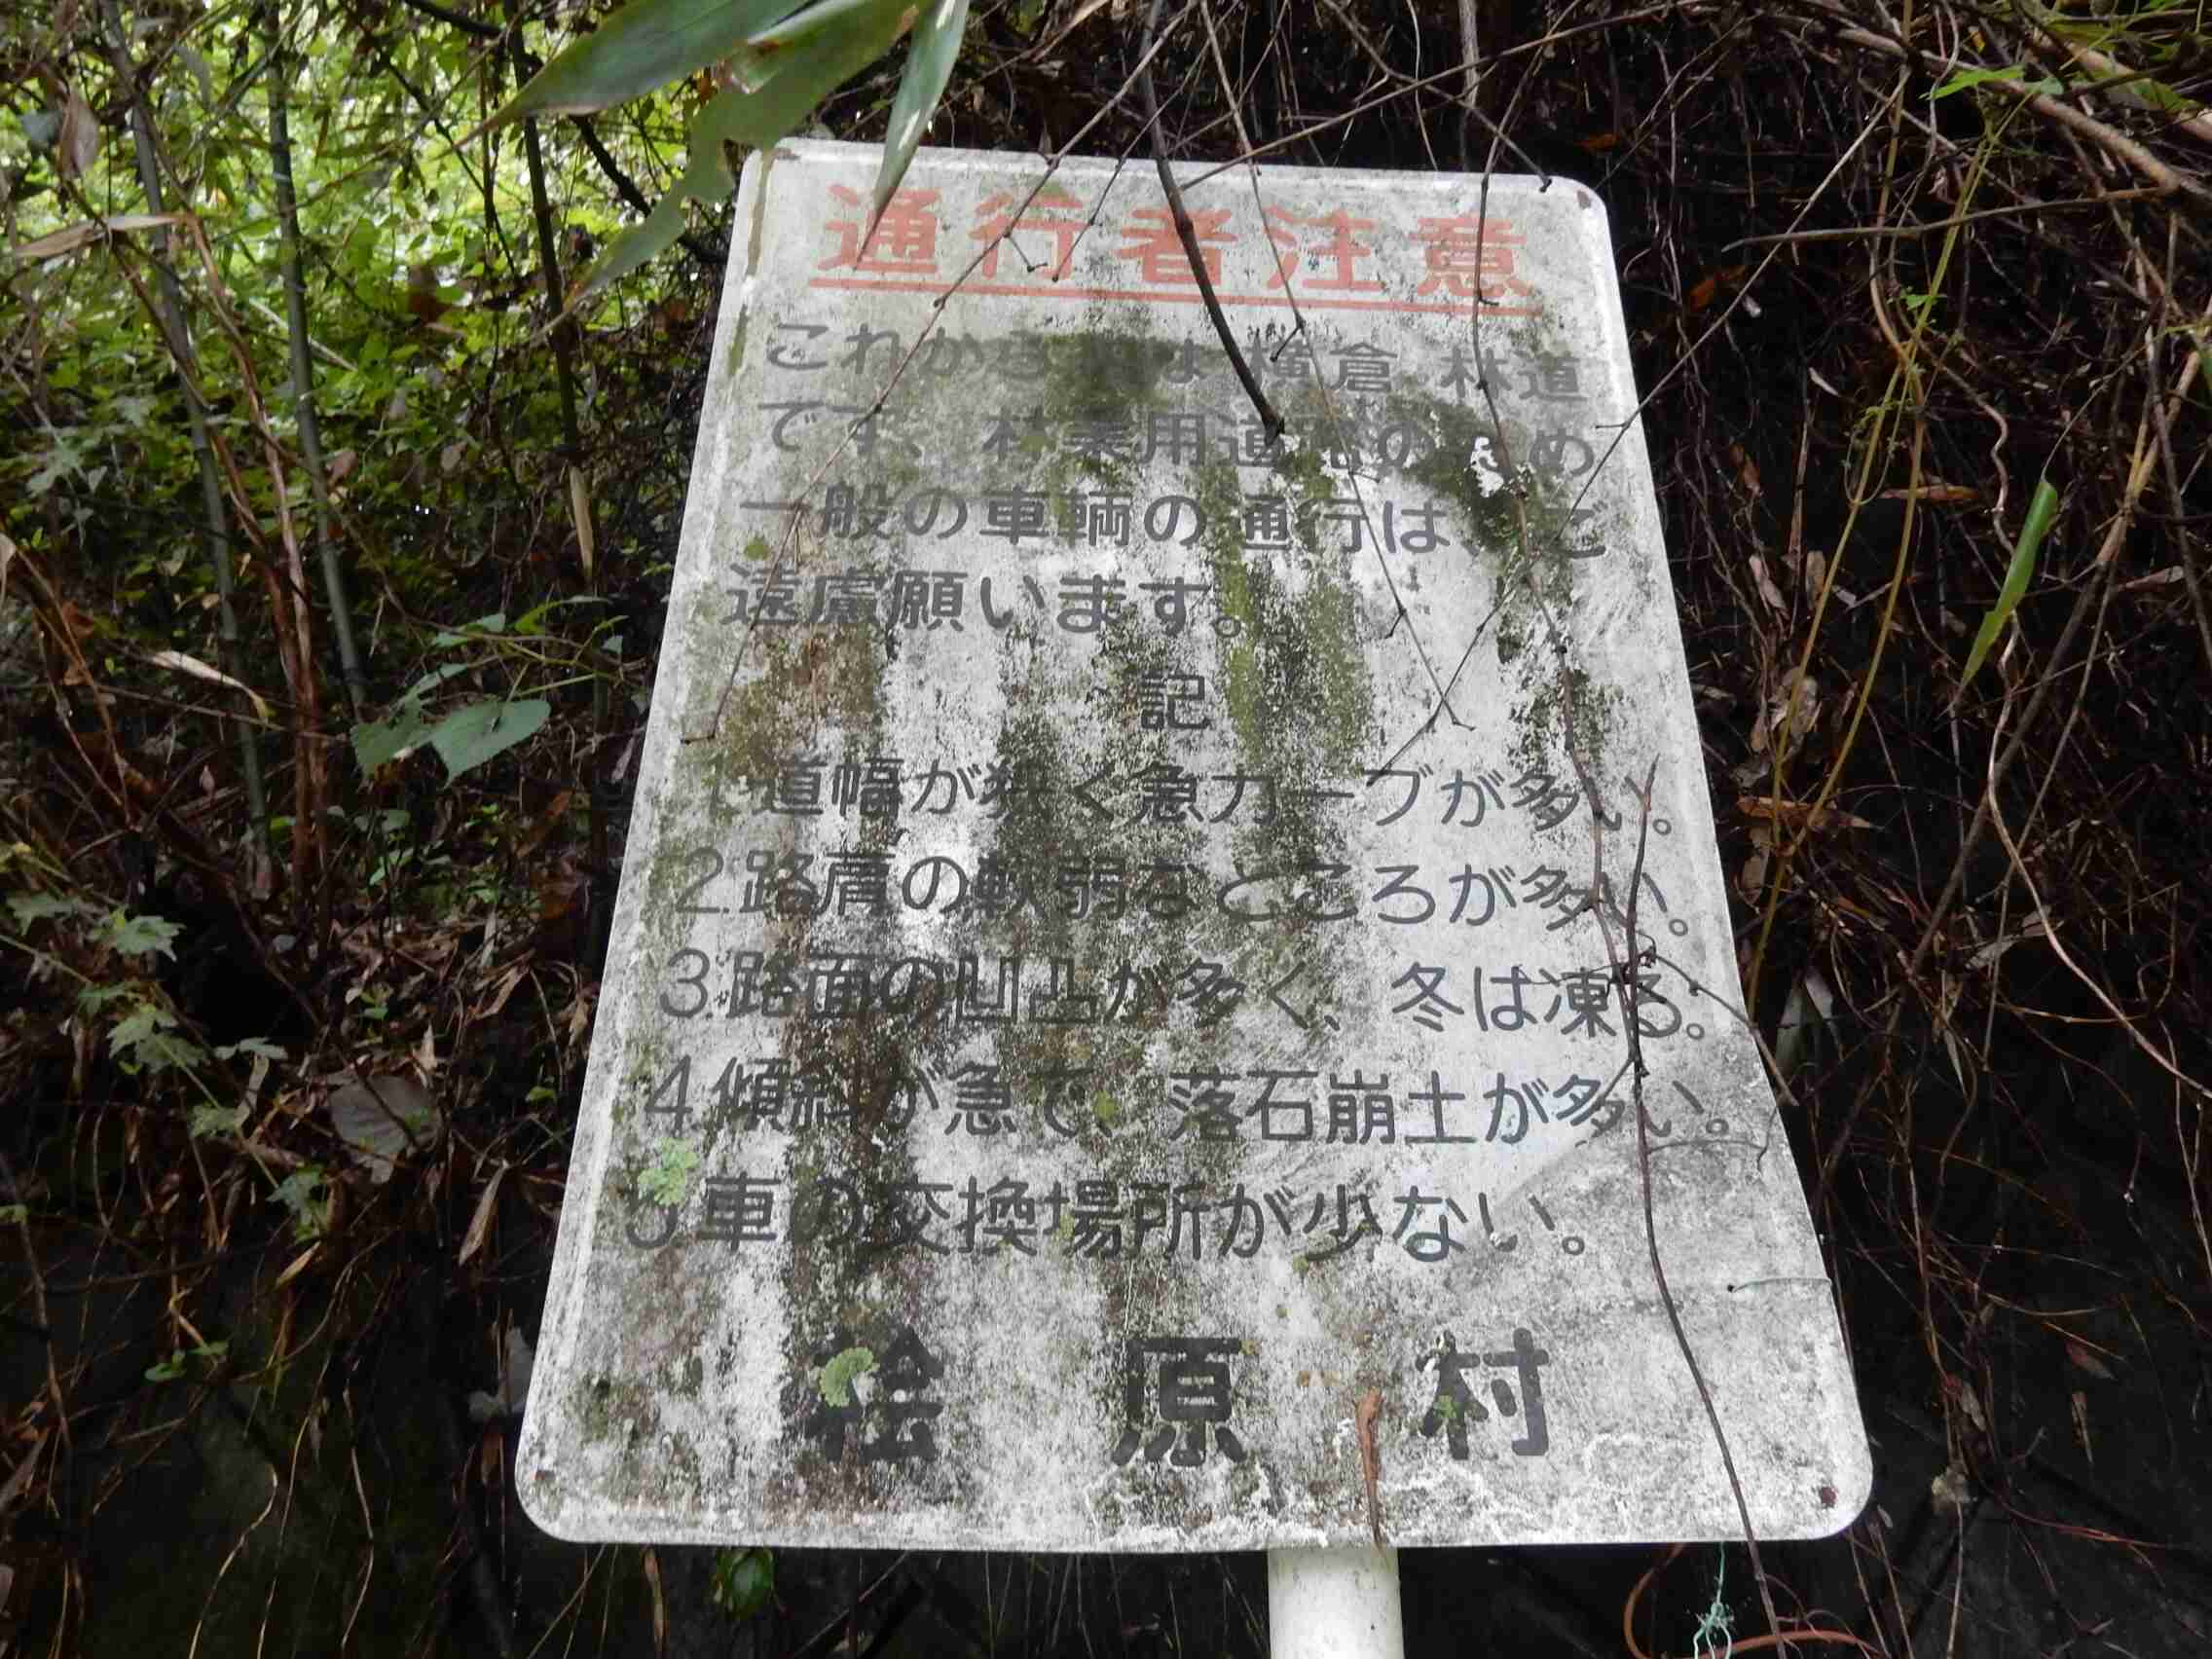 通行者注意
これから奥は横倉林道
です、林業用道路のため
一般の車輌の通行は、ご
遠慮願います。
記
1.道幅が狭く急カーブが多い。
2.路肩の軟弱なところが多い。
3.路面の凹凸が多く、冬は凍る。
4.傾斜が急で、落石崩土が多い。
5.車の交換場所が少ない。
桧原村